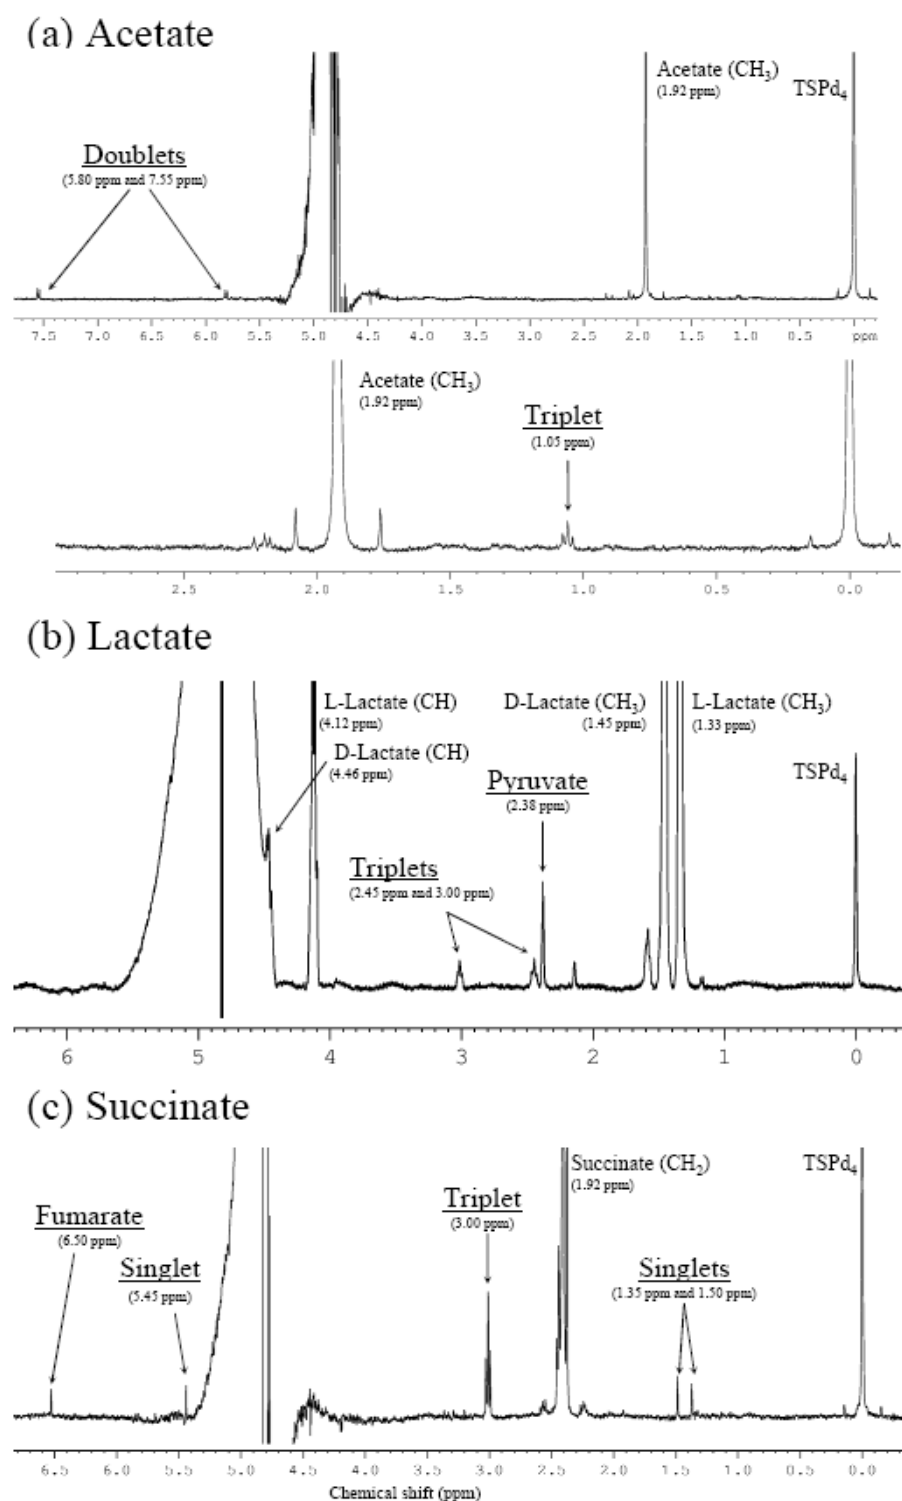 (a) Acetate
Acetate (CH₃)
(1.92 ppm)
TSPd₄
Doublets
(5.80 ppm and 7.55 ppm)
7.5 7.0 6.5 6.0 5.5 5.0 4.5 4.0 3.5 3.0 2.5 2.0 1.5 1.0 0.5 ppm
Acetate (CH₃)
(1.92 ppm)
Triplet
(1.05 ppm)
2.5 2.0 1.5 1.0 0.5 0.0
(b) Lactate
L-Lactate (CH)
(4.12 ppm)
D-Lactate (CH)
(4.46 ppm)
D-Lactate (CH₃)
(1.45 ppm)
L-Lactate (CH₃)
(1.33 ppm)
TSPd₄
Pyruvate
(2.38 ppm)
Triplets
(2.45 ppm and 3.00 ppm)
6 5 4 3 2 1 0
(c) Succinate
Succinate (CH₂)
(1.92 ppm)
TSPd₄
Triplet
(3.00 ppm)
Fumarate
(6.50 ppm)
Singlet
(5.45 ppm)
Singlets
(1.35 ppm and 1.50 ppm)
6.5 6.0 5.5 5.0 4.5 4.0 3.5 3.0 2.5 2.0 1.5 1.0 0.5 0.0
Chemical shift (ppm)